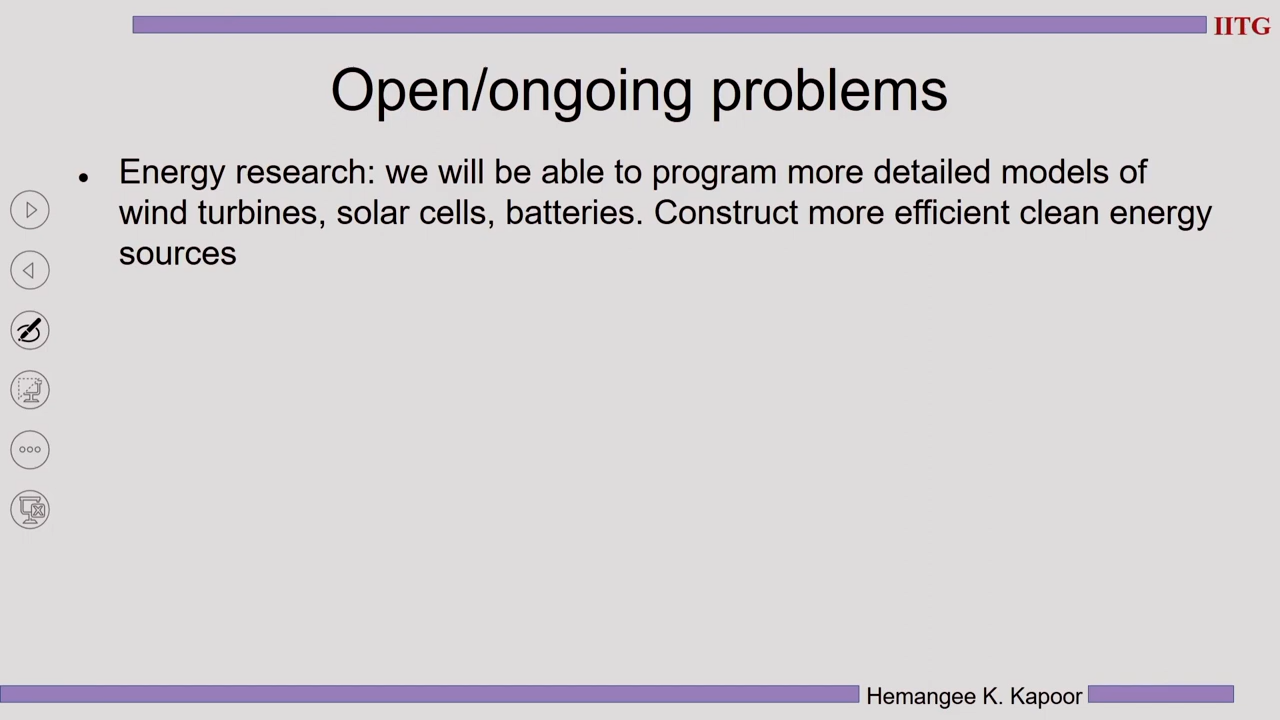 IITG
Open/ongoing problems
• Energy research: we will be able to program more detailed models of
wind turbines, solar cells, batteries. Construct more efficient clean energy
sources
Hemangee K. Kapoor